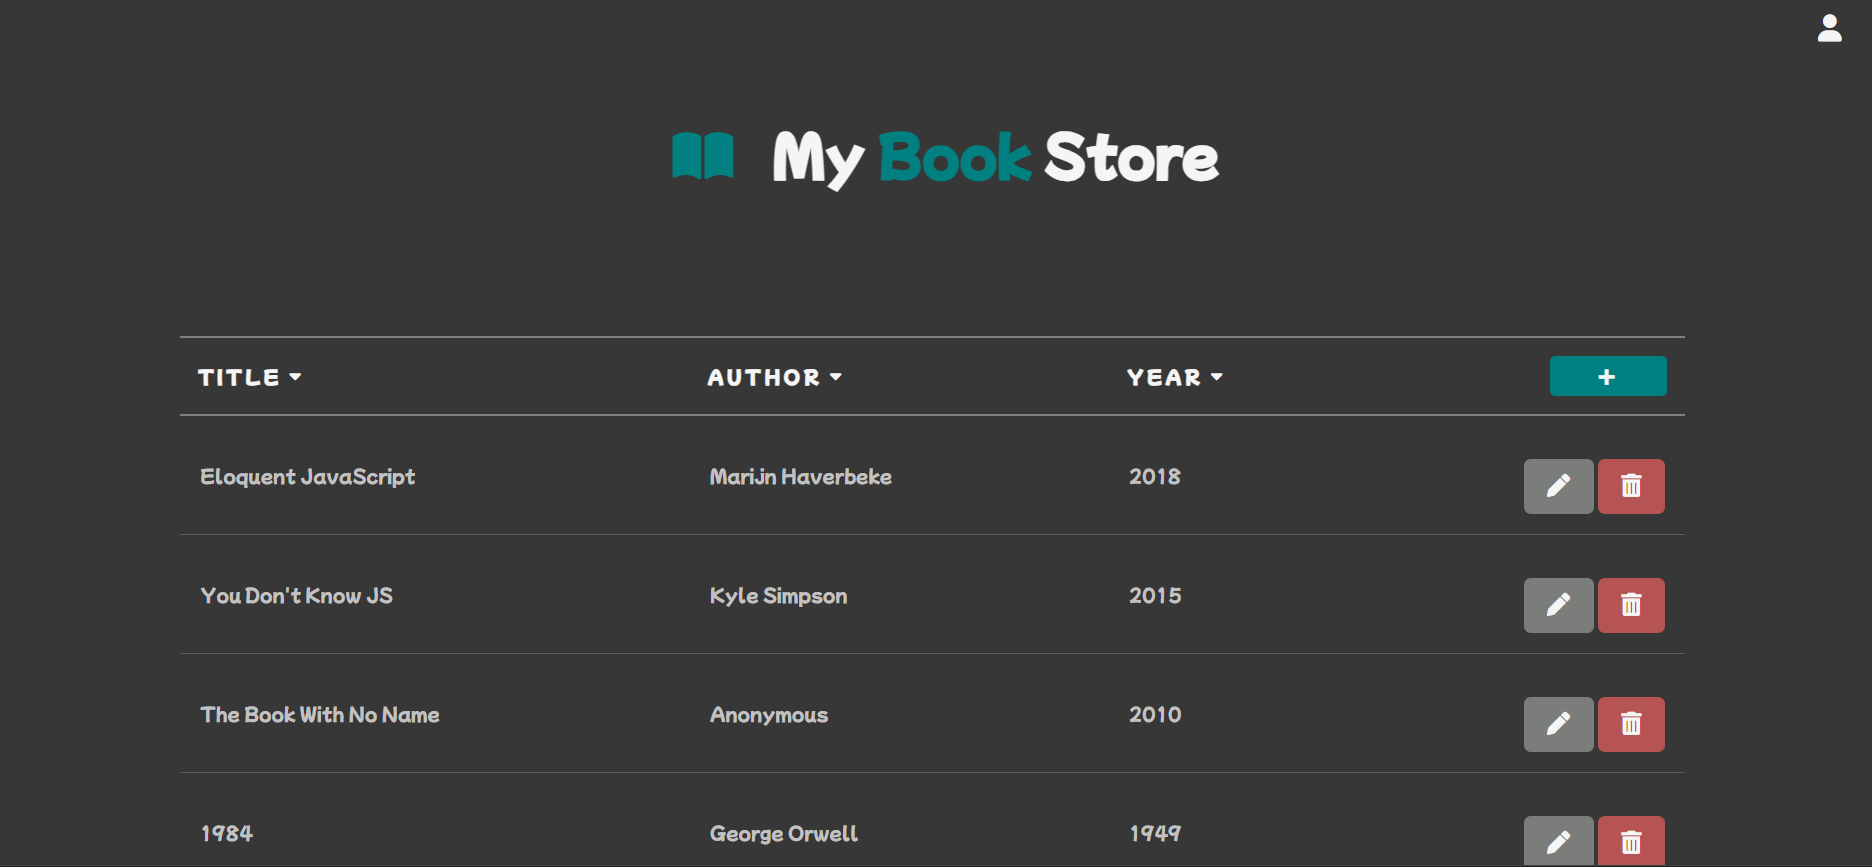 My Book Store
TITLE AUTHOR YEAR +
Eloquent JavaScript Marijn Haverbeke 2018
You Don't Know JS Kyle Simpson 2015
The Book With No Name Anonymous 2010
1984 George Orwell 1949